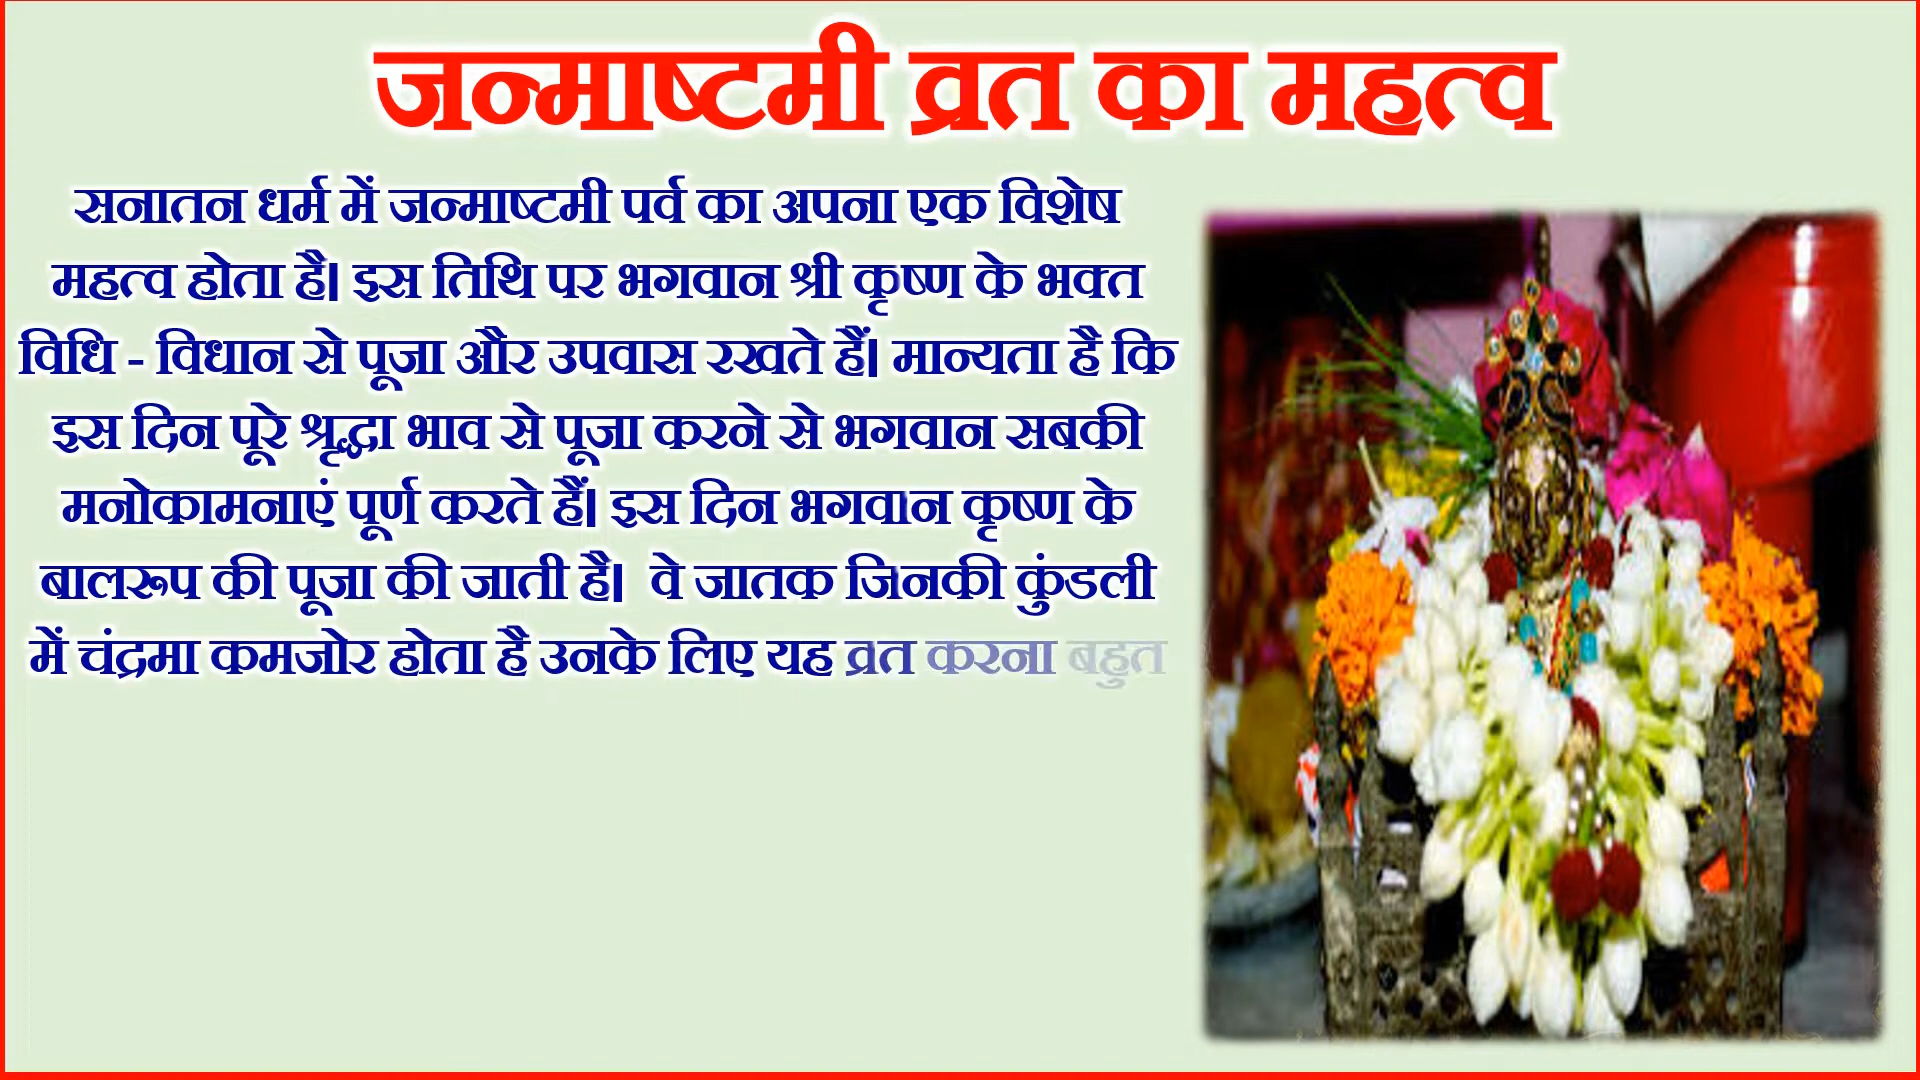 जन्माष्टमी व्रत का महत्व
सनातन धर्म में जन्माष्टमी पर्व का अपना एक विशेष
महत्व होता है। इस तिथि पर भगवान श्री कृष्ण के भक्त
विधि - विधान से पूजा और उपवास रखते हैं। मान्यता है कि
इस दिन पूरे श्रृद्धा भाव से पूजा करने से भगवान सबकी
मनोकामनाएं पूर्ण करते हैं। इस दिन भगवान कृष्ण के
बालरूप की पूजा की जाती है।  वे जातक जिनकी कुंडली
में चंद्रमा कमजोर होता है उनके लिए यह व्रत करना बहुत